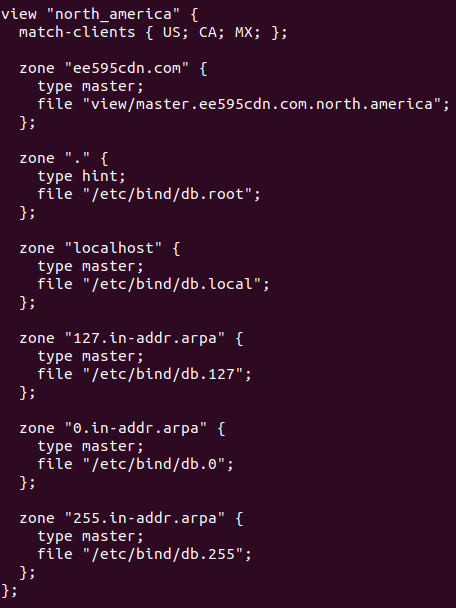 view "north_america" {
  match-clients { US; CA; MX; };

  zone "ee595cdn.com" {
    type master;
    file "view/master.ee595cdn.com.north.america";
  };

  zone "." {
    type hint;
    file "/etc/bind/db.root";
  };

  zone "localhost" {
    type master;
    file "/etc/bind/db.local";
  };

  zone "127.in-addr.arpa" {
    type master;
    file "/etc/bind/db.127";
  };

  zone "0.in-addr.arpa" {
    type master;
    file "/etc/bind/db.0";
  };

  zone "255.in-addr.arpa" {
    type master;
    file "/etc/bind/db.255";
  };
};